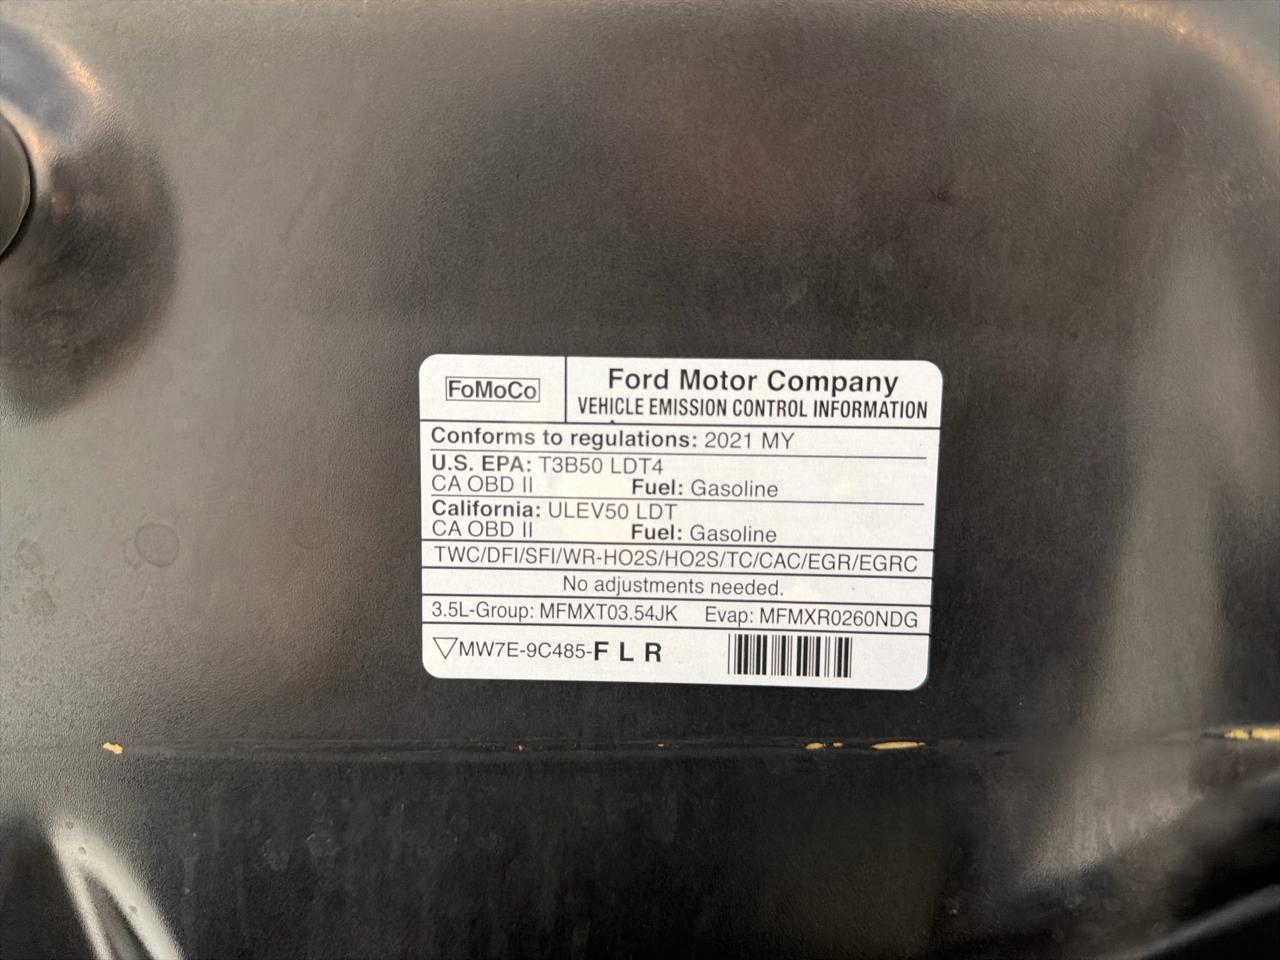 FoMoCo
Ford Motor Company
VEHICLE EMISSION CONTROL INFORMATION
Conforms to regulations: 2021 MY
U.S. EPA: T3B50 LDT4
CA OBD II Fuel: Gasoline
California: ULEV50 LDT
CA OBD II Fuel: Gasoline
TWC/DFI/SFI/WR-HO2S/HO2S/TC/CAC/EGR/EGRC
No adjustments needed.
3.5L-Group: MFMXT03.54JK Evap: MFMXR0260NDG
MW7E-9C485-F L R